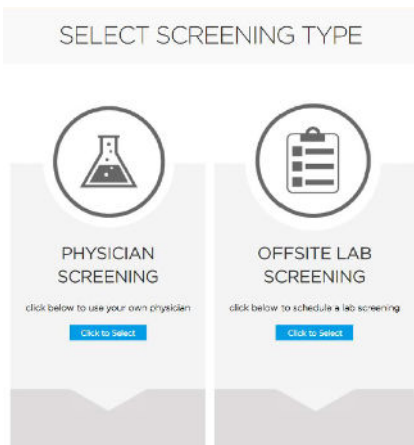 SELECT SCREENING TYPE
PHYSICIAN
SCREENING
click below to use your own physician
Click to Select
OFFSITE LAB
SCREENING
click below to schedule a lab screening
Click to Select